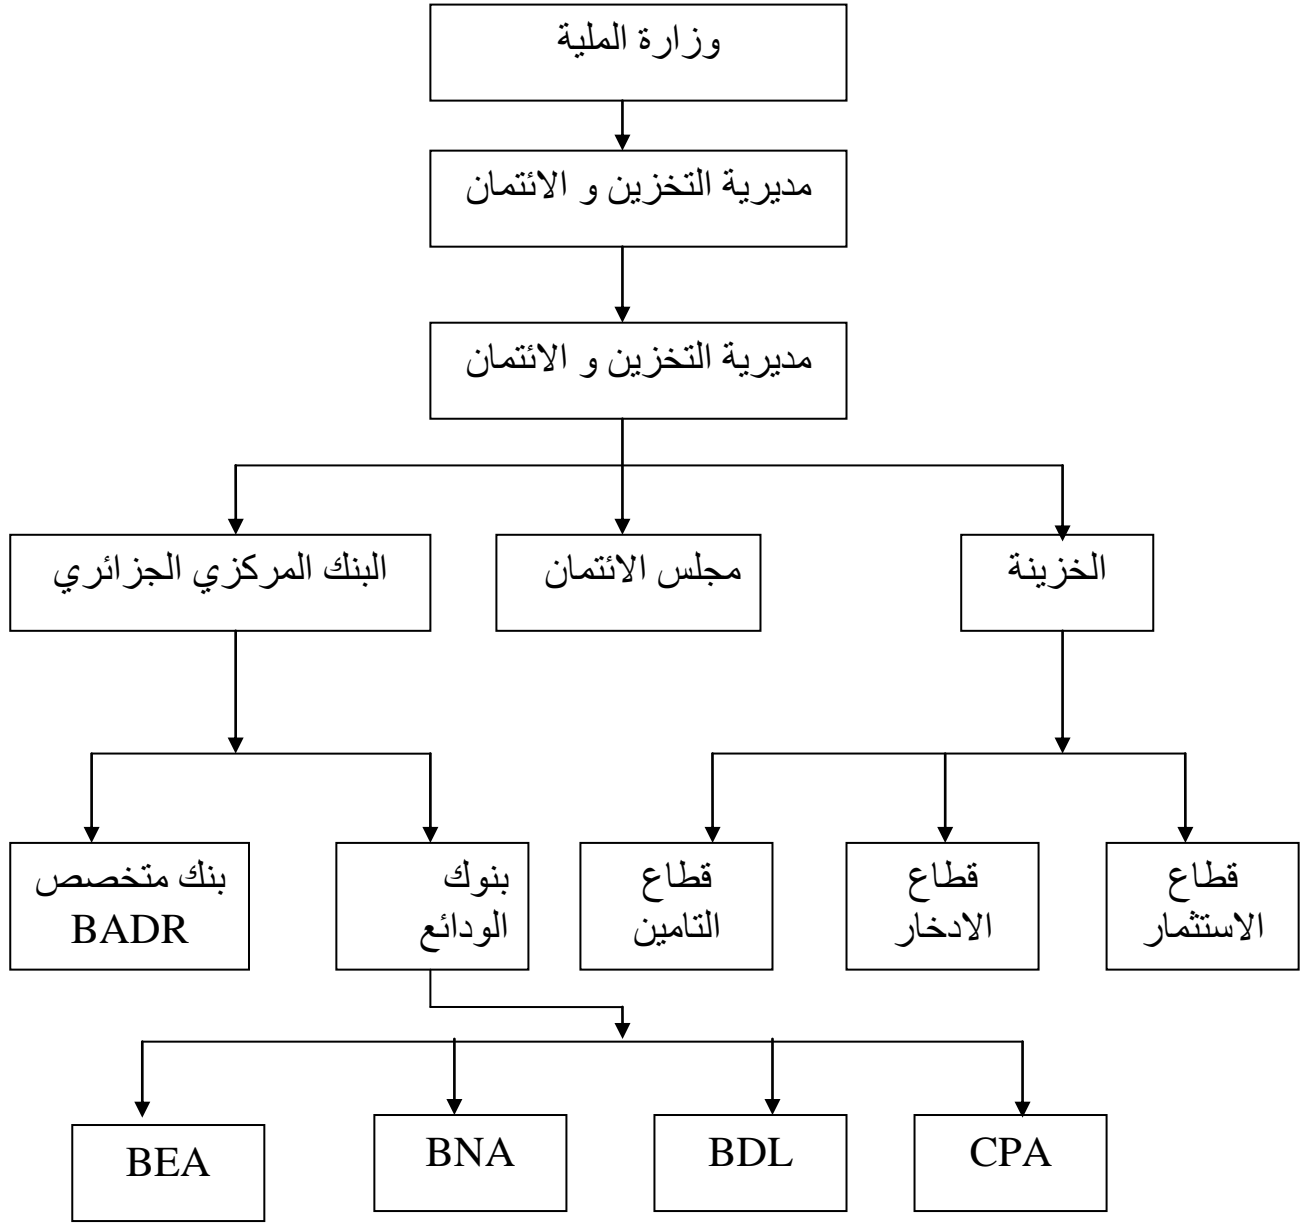 وزارة الملية
مديرية التخزين و الائتمان
مديرية التخزين و الائتمان
الخزينة
مجلس الائتمان
البنك المركزي الجزائري
قطاع
الاستثمار
قطاع
الادخار
قطاع
التامين
بنوك
الودائع
بنك متخصص
BADR
BEA
BNA
BDL
CPA